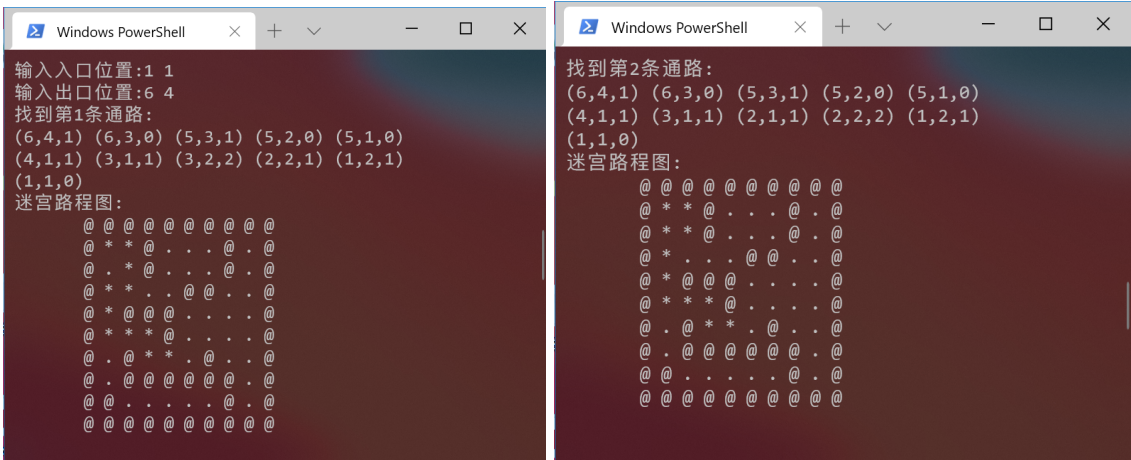 Windows PowerShell
输入入口位置:1 1
输入出口位置:6 4
找到第1条通路:
(6,4,1) (6,3,0) (5,3,1) (5,2,0) (5,1,0)
(4,1,1) (3,1,1) (3,2,2) (2,2,1) (1,2,1)
(1,1,0)
迷宫路程图:
@ @ @ @ @ @ @ @ @ @
@ * * @ . . . @ . @
@ . * @ . . . @ . @
@ * * . . @ @ . . @
@ * @ @ @ . . . . @
@ * * * @ . . . . @
@ . @ * * . @ . . @
@ . @ @ @ @ @ @ . @
@ @ . . . . . @ . @
@ @ @ @ @ @ @ @ @ @
Windows PowerShell
找到第2条通路:
(6,4,1) (6,3,0) (5,3,1) (5,2,0) (5,1,0)
(4,1,1) (3,1,1) (2,1,1) (2,2,2) (1,2,1)
(1,1,0)
迷宫路程图:
@ @ @ @ @ @ @ @ @ @
@ * * @ . . . @ . @
@ * * @ . . . @ . @
@ * . . . @ @ . . @
@ * @ @ @ . . . . @
@ * * * @ . . . . @
@ . @ * * . @ . . @
@ . @ @ @ @ @ @ . @
@ @ . . . . . @ . @
@ @ @ @ @ @ @ @ @ @